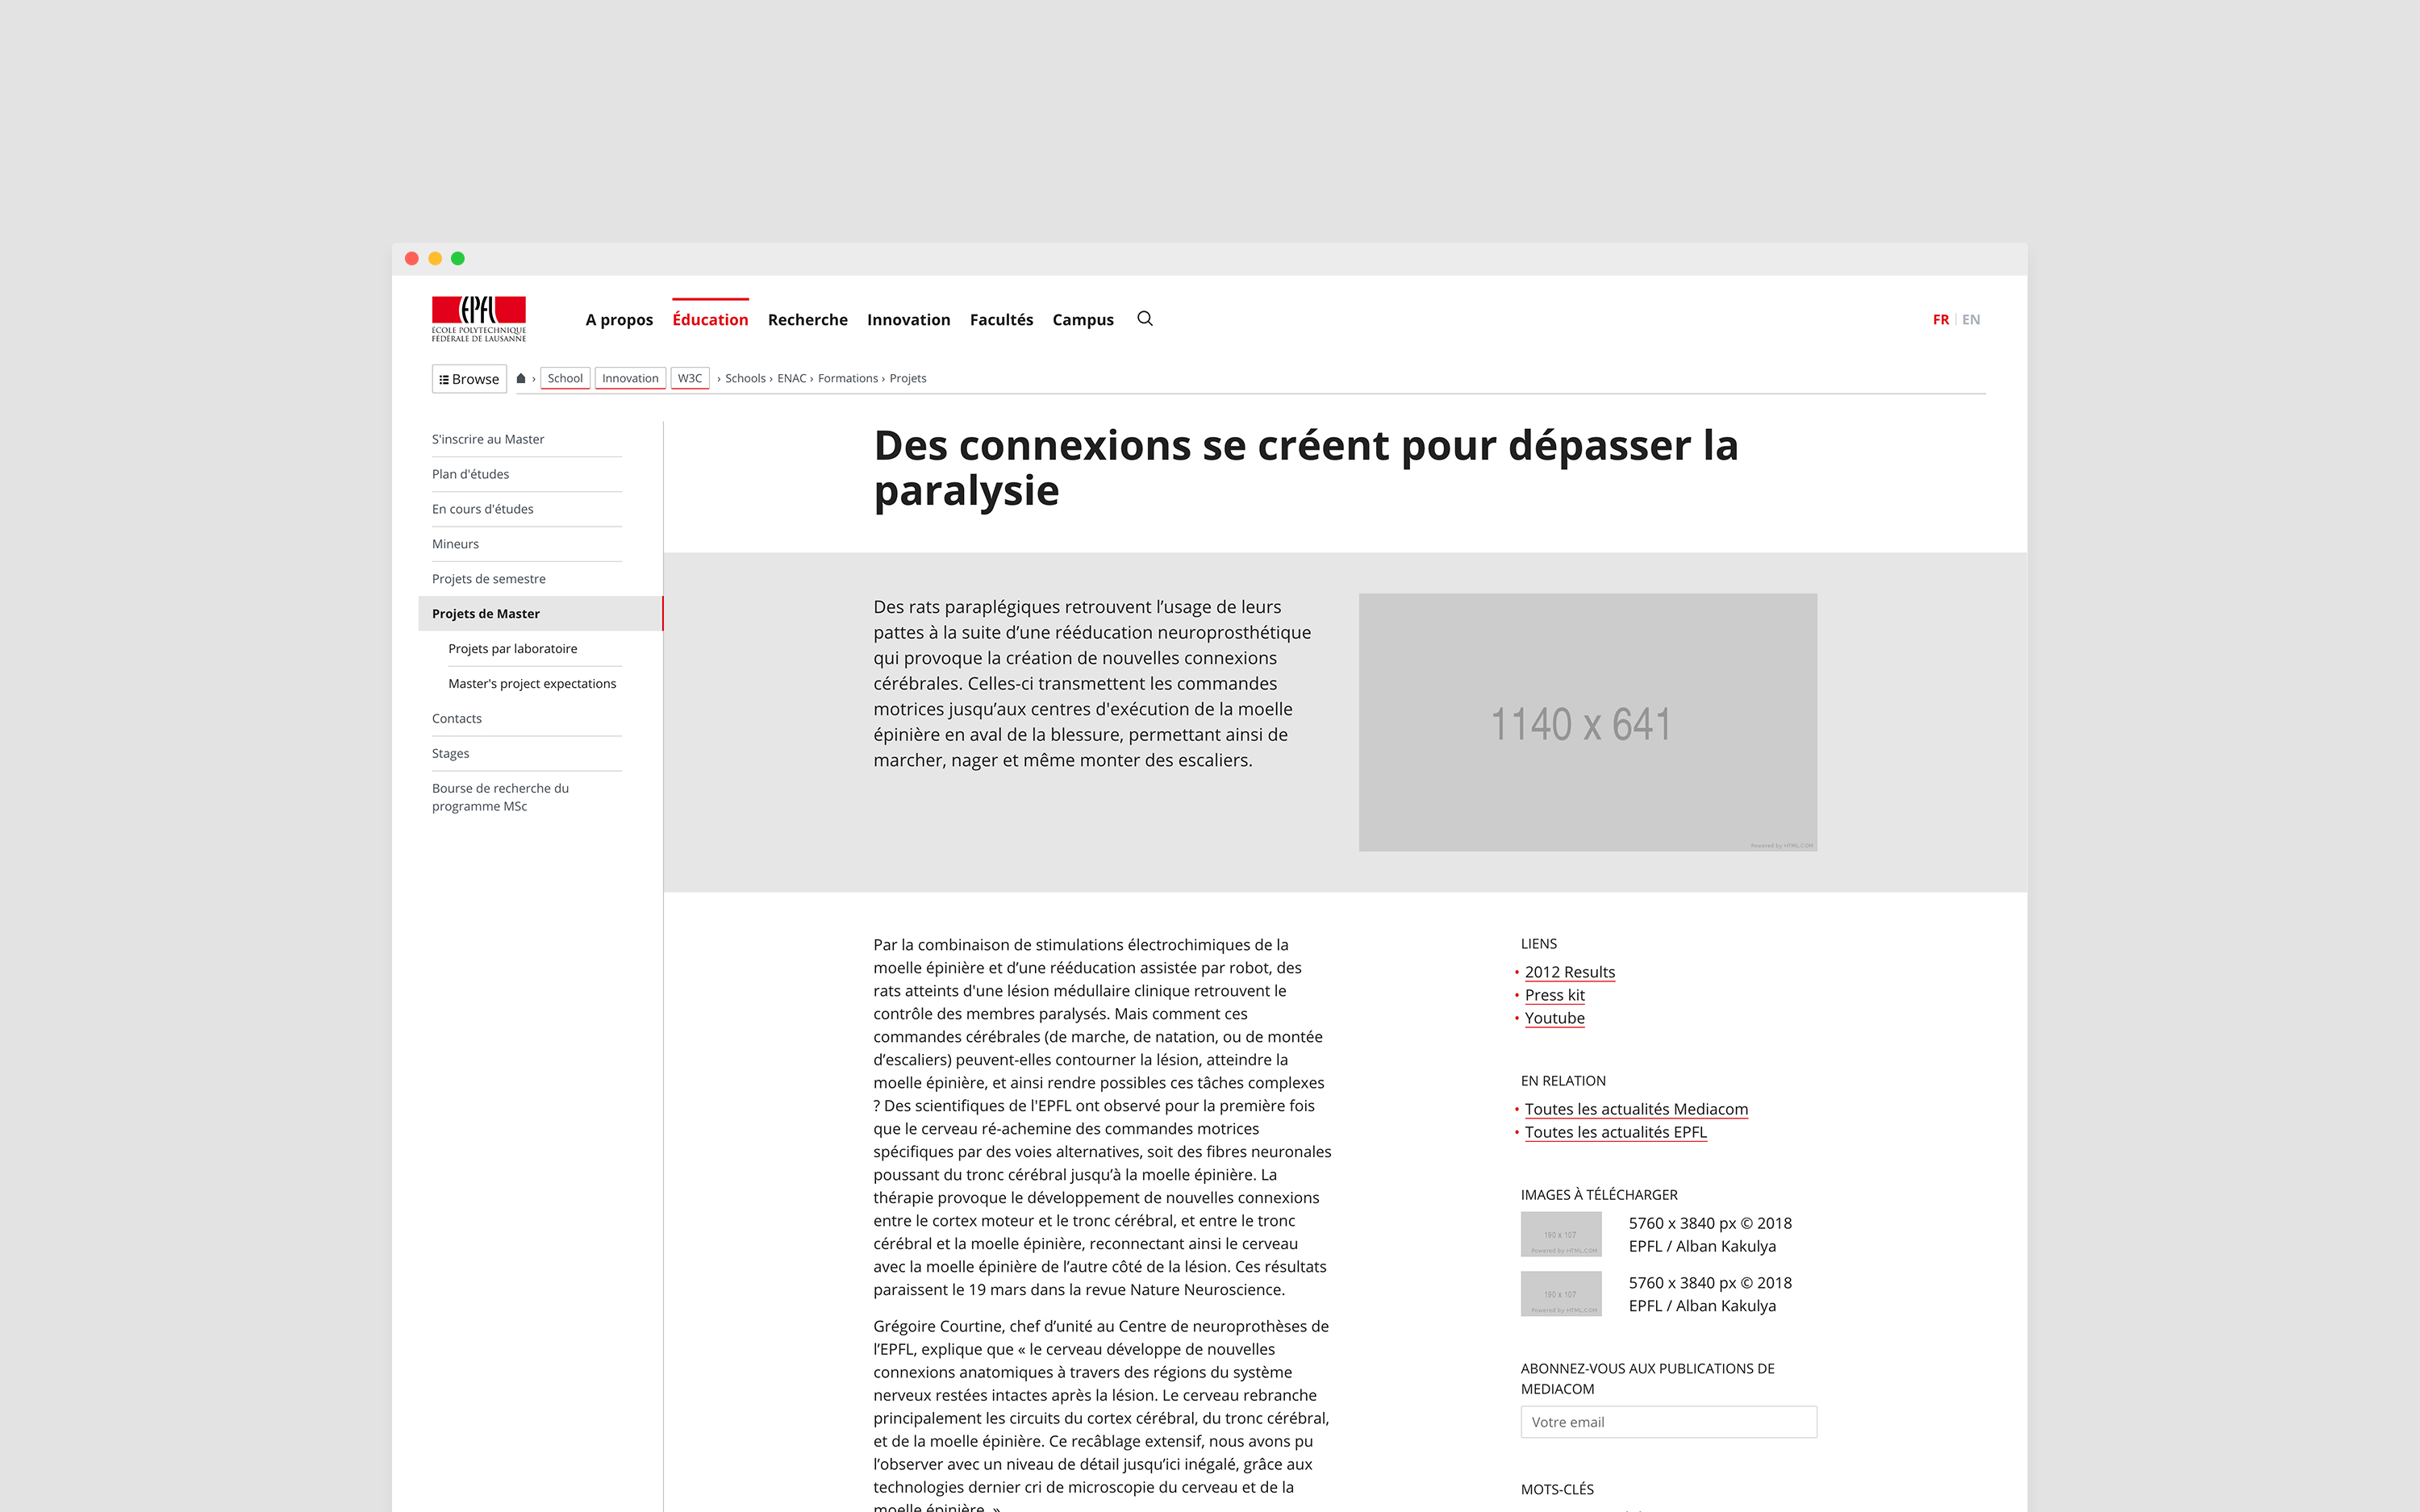 EPFL
ÉCOLE POLYTECHNIQUE
FÉDÉRALE DE LAUSANNE
A propos Éducation Recherche Innovation Facultés Campus
FR | EN
Browse › School Innovation W3C › Schools › ENAC › Formations › Projets
S'inscrire au Master
Plan d'études
En cours d'études
Mineurs
Projets de semestre
Projets de Master
Projets par laboratoire
Master's project expectations
Contacts
Stages
Bourse de recherche du
programme MSc
Des connexions se créent pour dépasser la
paralysie
Des rats paraplégiques retrouvent l’usage de leurs
pattes à la suite d’une rééducation neuroprosthétique
qui provoque la création de nouvelles connexions
cérébrales. Celles-ci transmettent les commandes
motrices jusqu’aux centres d'exécution de la moelle
épinière en aval de la blessure, permettant ainsi de
marcher, nager et même monter des escaliers.
1140 x 641
Powered by HTML.COM
Par la combinaison de stimulations électrochimiques de la
moelle épinière et d’une rééducation assistée par robot, des
rats atteints d'une lésion médullaire clinique retrouvent le
contrôle des membres paralysés. Mais comment ces
commandes cérébrales (de marche, de natation, ou de montée
d’escaliers) peuvent-elles contourner la lésion, atteindre la
moelle épinière, et ainsi rendre possibles ces tâches complexes
? Des scientifiques de l'EPFL ont observé pour la première fois
que le cerveau ré-achemine des commandes motrices
spécifiques par des voies alternatives, soit des fibres neuronales
poussant du tronc cérébral jusqu’à la moelle épinière. La
thérapie provoque le développement de nouvelles connexions
entre le cortex moteur et le tronc cérébral, et entre le tronc
cérébral et la moelle épinière, reconnectant ainsi le cerveau
avec la moelle épinière de l’autre côté de la lésion. Ces résultats
paraissent le 19 mars dans la revue Nature Neuroscience.
Grégoire Courtine, chef d’unité au Centre de neuroprothèses de
l’EPFL, explique que « le cerveau développe de nouvelles
connexions anatomiques à travers des régions du système
nerveux restées intactes après la lésion. Le cerveau rebranche
principalement les circuits du cortex cérébral, du tronc cérébral,
et de la moelle épinière. Ce recâblage extensif, nous avons pu
l’observer avec un niveau de détail jusqu’ici inégalé, grâce aux
technologies dernier cri de microscopie du cerveau et de la
moelle épinière. »
LIENS
• 2012 Results
• Press kit
• Youtube
EN RELATION
• Toutes les actualités Mediacom
• Toutes les actualités EPFL
IMAGES À TÉLÉCHARGER
190 x 107
Powered by HTML.COM
5760 x 3840 px © 2018
EPFL / Alban Kakulya
190 x 107
Powered by HTML.COM
5760 x 3840 px © 2018
EPFL / Alban Kakulya
ABONNEZ-VOUS AUX PUBLICATIONS DE
MEDIACOM
Votre email
MOTS-CLÉS